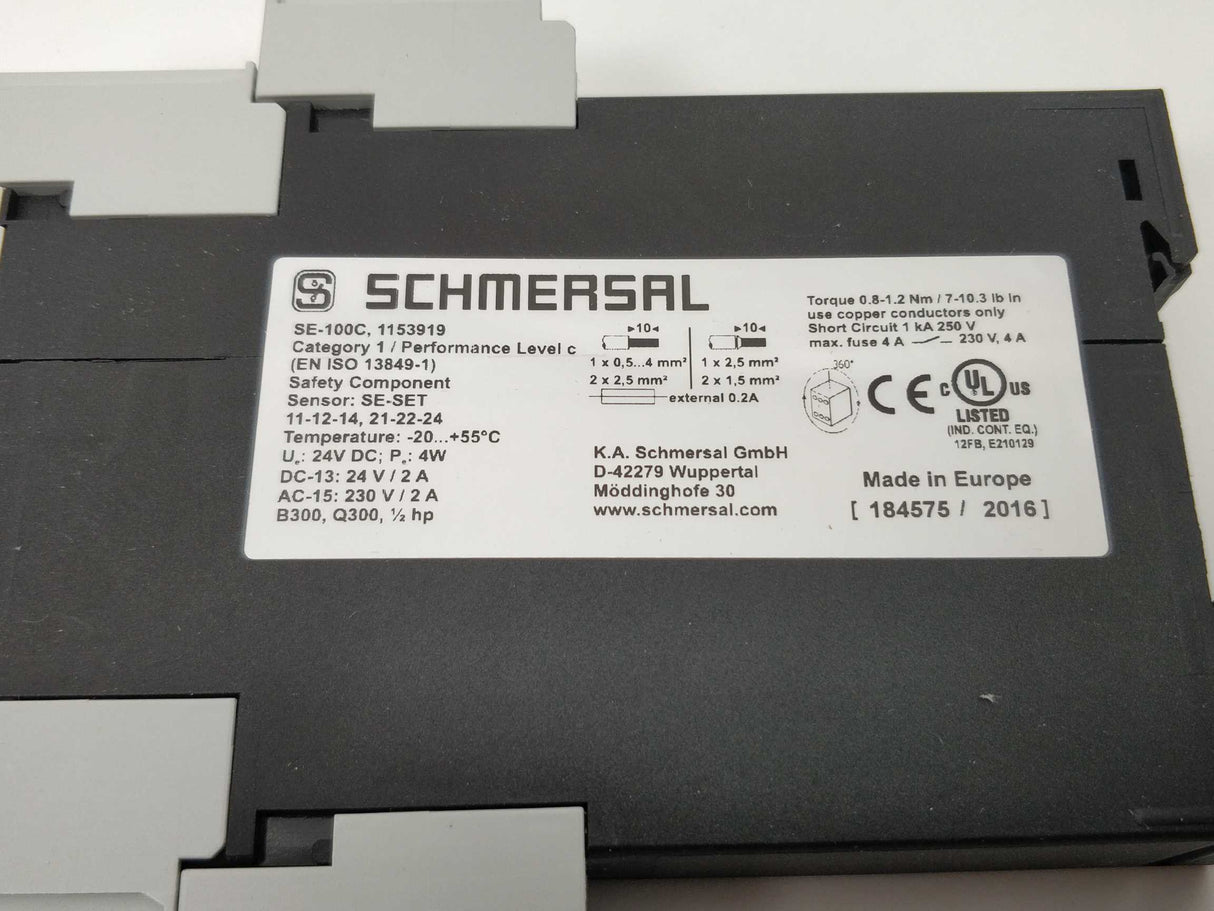 S SCHMERSAL
SE-100C, 1153919
Category 1 / Performance Level c
(EN ISO 13849-1)
Safety Component
Sensor: SE-SET
11-12-14, 21-22-24
Temperature: -20...+55°C
Ue: 24V DC; Pe: 4W
DC-13: 24 V / 2 A
AC-15: 230 V / 2 A
B300, Q300, ½ hp
▸10◂ ▸10◂
1 x 0,5...4 mm² 1 x 2,5 mm²
2 x 2,5 mm² 2 x 1,5 mm²
external 0.2A
K.A. Schmersal GmbH
D-42279 Wuppertal
Möddinghofe 30
www.schmersal.com
Torque 0.8-1.2 Nm / 7-10.3 lb in
use copper conductors only
Short Circuit 1 kA 250 V
max. fuse 4 A 230 V, 4 A
360°
CE c UL US
LISTED
(IND. CONT. EQ.)
12FB, E210129
Made in Europe
[ 184575 / 2016 ]